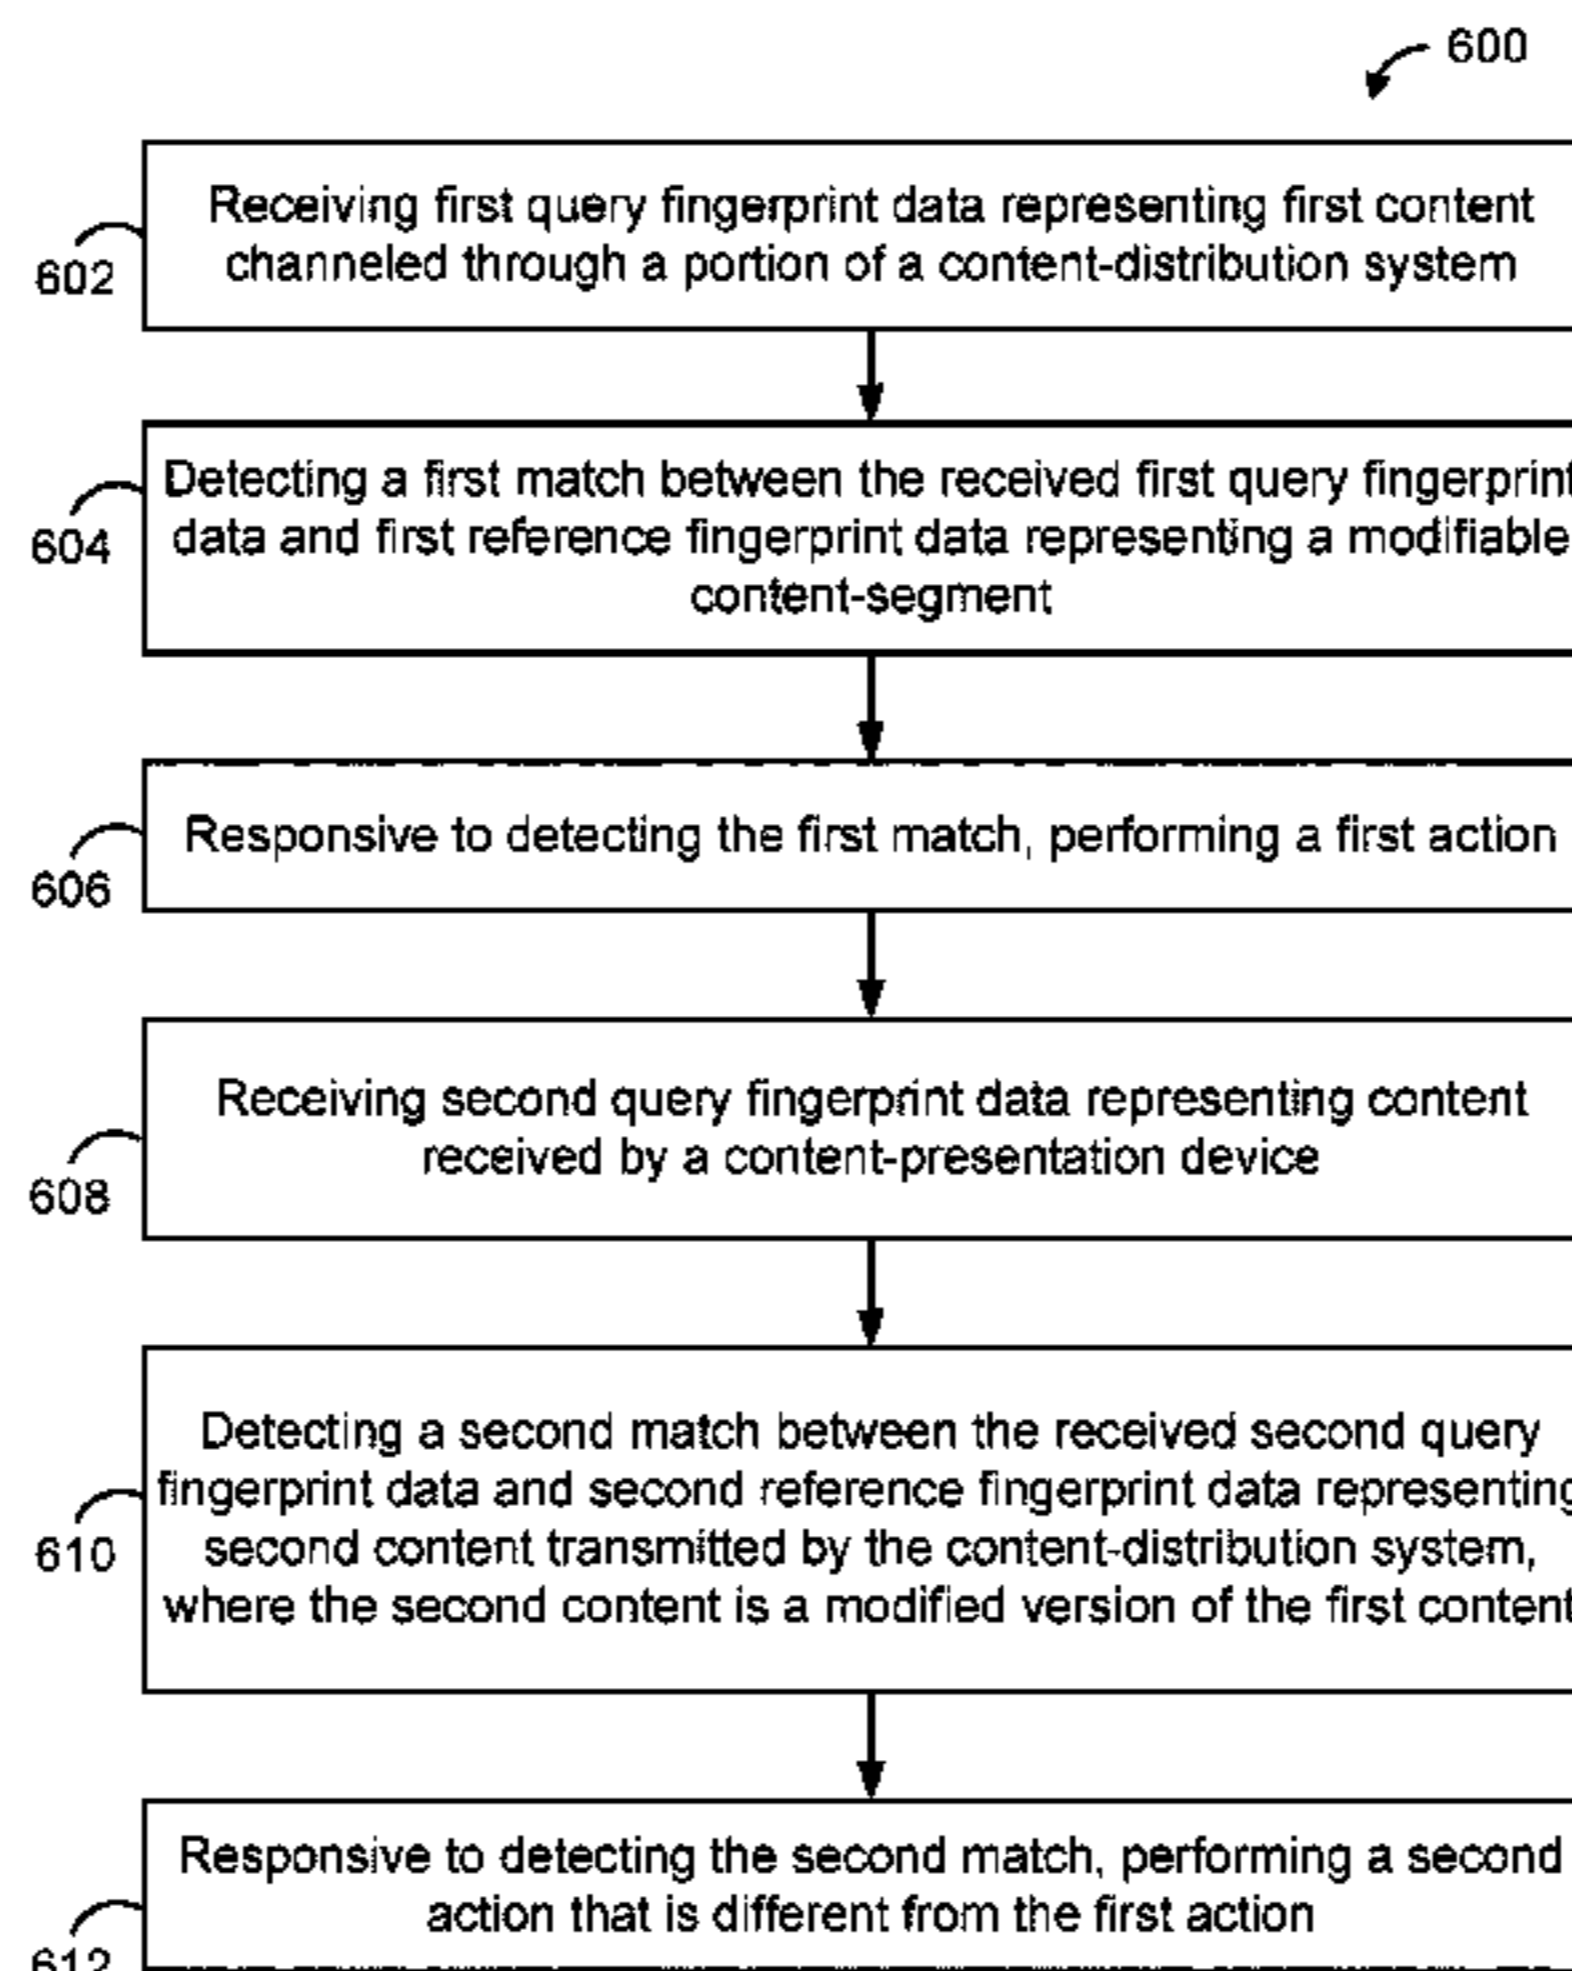 600
Receiving first query fingerprint data representing first content
channeled through a portion of a content-distribution system
602
Detecting a first match between the received first query fingerprint
data and first reference fingerprint data representing a modifiable
content-segment
604
Responsive to detecting the first match, performing a first action
606
Receiving second query fingerprint data representing content
received by a content-presentation device
608
Detecting a second match between the received second query
fingerprint data and second reference fingerprint data representing
second content transmitted by the content-distribution system,
where the second content is a modified version of the first content
610
Responsive to detecting the second match, performing a second
action that is different from the first action
612